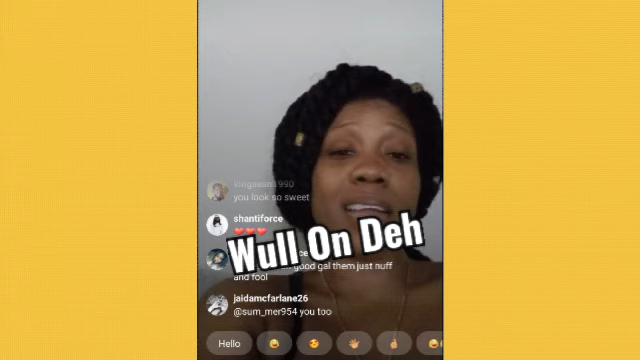 kingsean1990
you look so sweet
shantiforce
❤️❤️❤️
Wull On Deh
good gal them just nuff
and fool
jaidamcfarlane26
@sum_mer954 you too
Hello